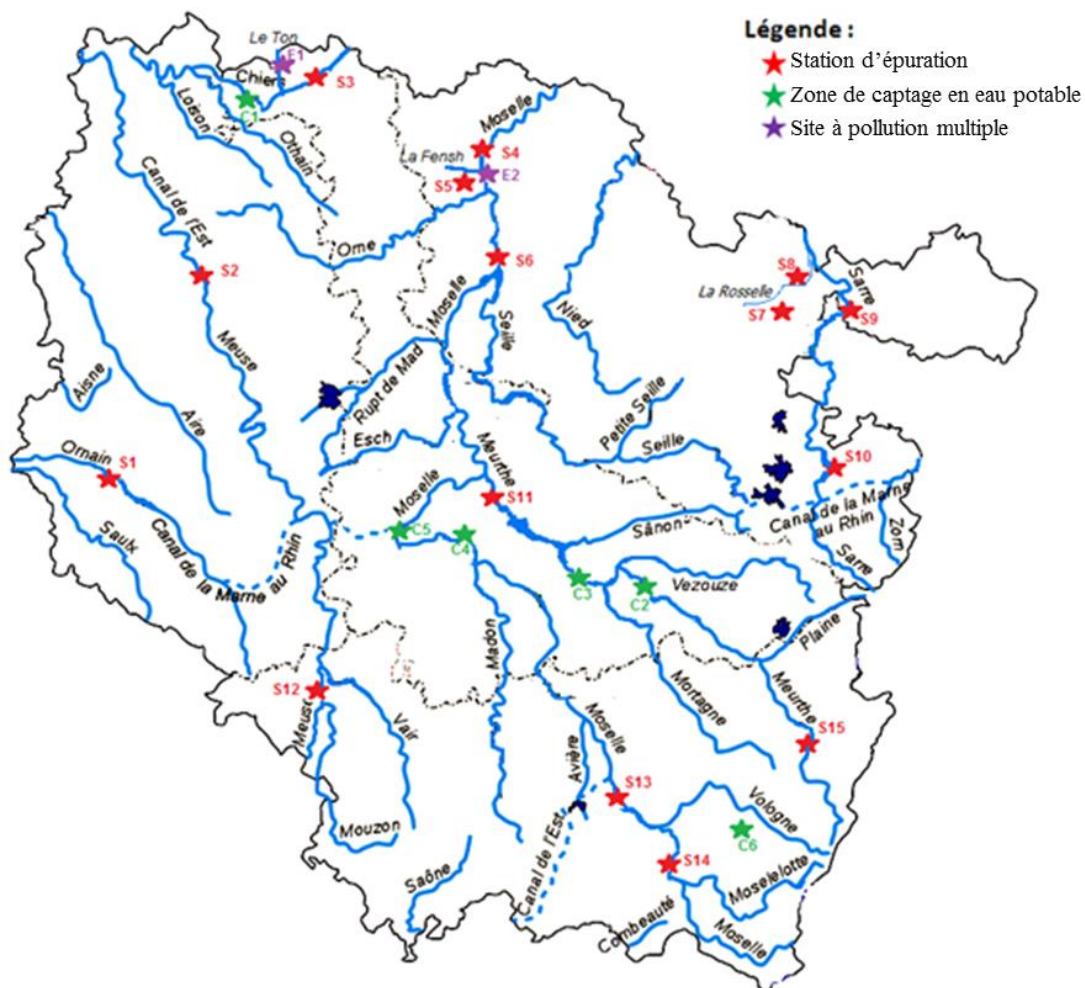 Légende :
Station d'épuration
Zone de captage en eau potable
Site à pollution multiple
Le Ton
E1
Chiers
S3
C1
Loison
Othain
Moselle
La Fensh
S4
S5
E2
Canal de l'Est
S2
Orne
S6
Moselle
Seille
Nied
S8
La Rosselle
S7
Sarre
S9
Meuse
Aisne
Aire
Rupt de Mad
Esch
Petite Seille
Seille
Ornain
S1
Meurthe
S10
Moselle
S11
Canal de la Marne
au Rhin
Zorn
C5
C4
Sânon
Saulx
Canal de la Marne au Rhin
Sarre
C3
C2
Vezouze
Plaine
Madon
S12
Meuse
Vair
Mortagne
Meurthe
S15
Moselle
Avière
S13
Vologne
Mouzon
C6
Canal de l'Est
S14
Saône
Moselotte
Combeauté
Moselle